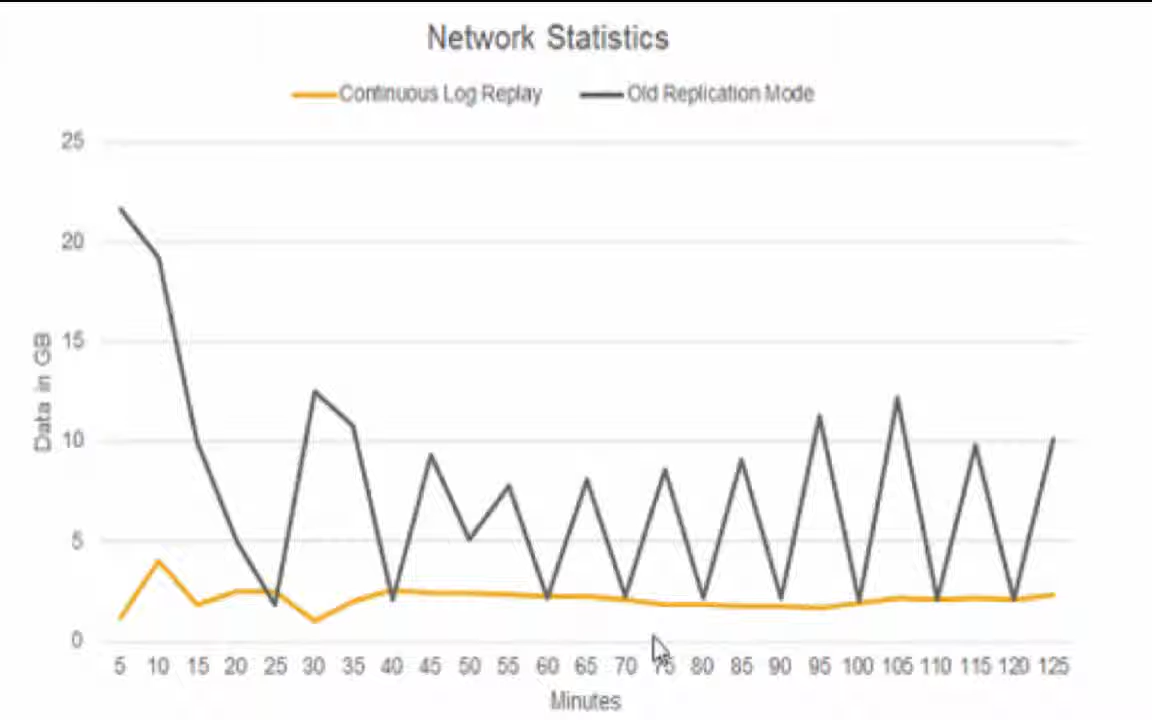 Network Statistics
Continuous Log Replay Old Replication Mode
25
20
15
10
5
0
Data in GB
5 10 15 20 25 30 35 40 45 50 55 60 65 70 75 80 85 90 95 100 105 110 115 120 125
Minutes